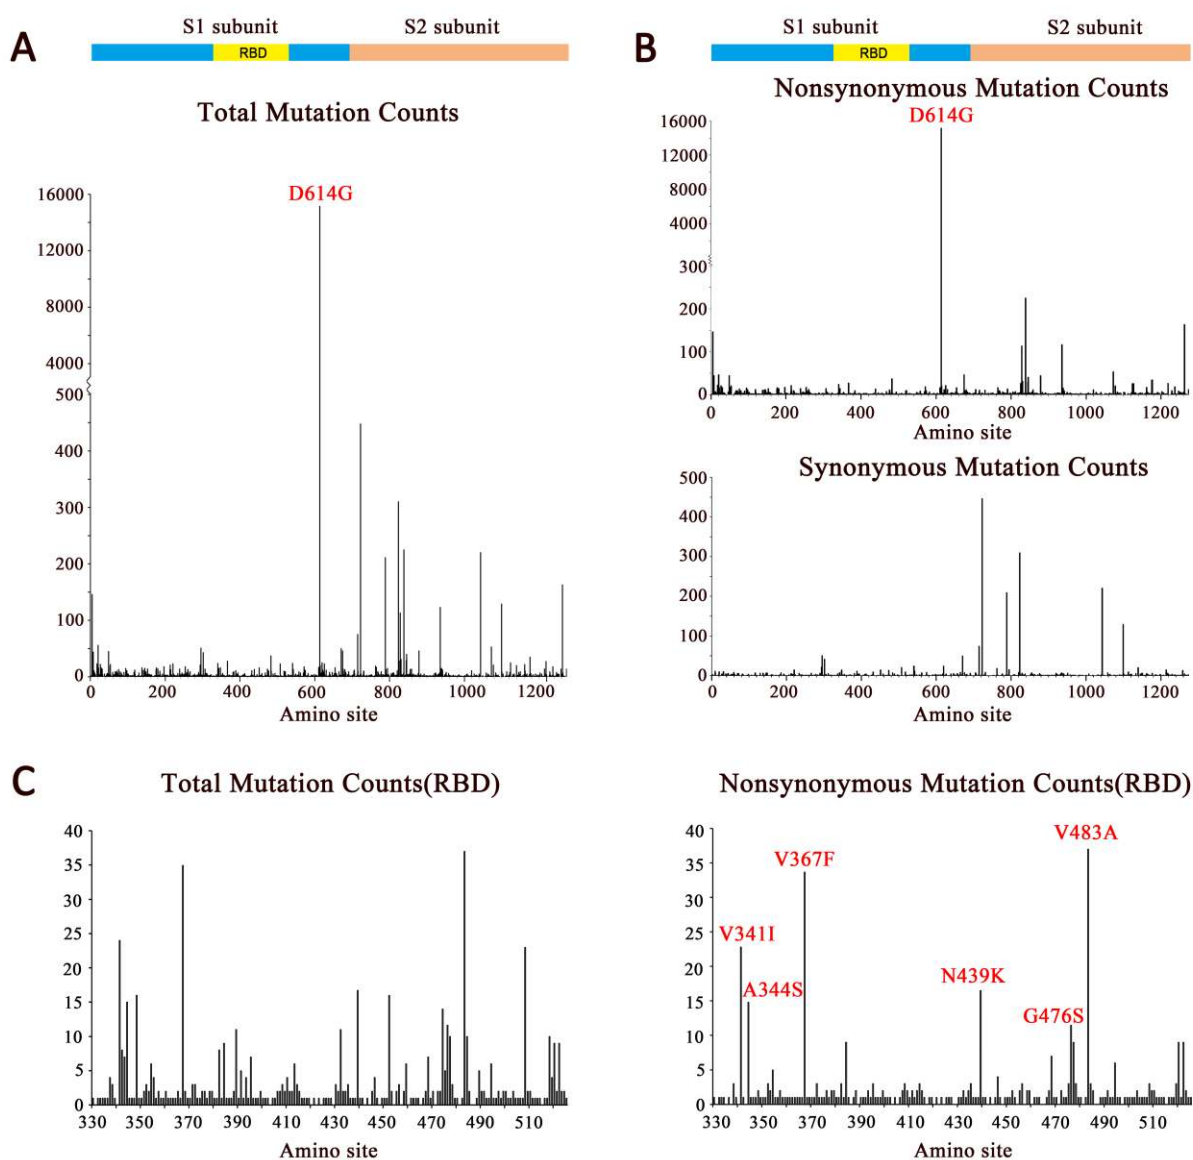 A
S1 subunit
S2 subunit
RBD
Total Mutation Counts
16000
12000
8000
4000
500
400
300
200
100
0
D614G
0 200 400 600 800 1000 1200
Amino site
B
S1 subunit
S2 subunit
RBD
Nonsynonymous Mutation Counts
D614G
16000
12000
8000
4000
300
200
100
0
0 200 400 600 800 1000 1200
Amino site
Synonymous Mutation Counts
500
400
300
200
100
0
0 200 400 600 800 1000 1200
Amino site
C
Total Mutation Counts(RBD)
40
35
30
25
20
15
10
5
0
330 350 370 390 410 430 450 470 490 510
Amino site
Nonsynonymous Mutation Counts(RBD)
40
35
30
25
20
15
10
5
0
V483A
V367F
V341I
A344S
N439K
G476S
330 350 370 390 410 430 450 470 490 510
Amino site